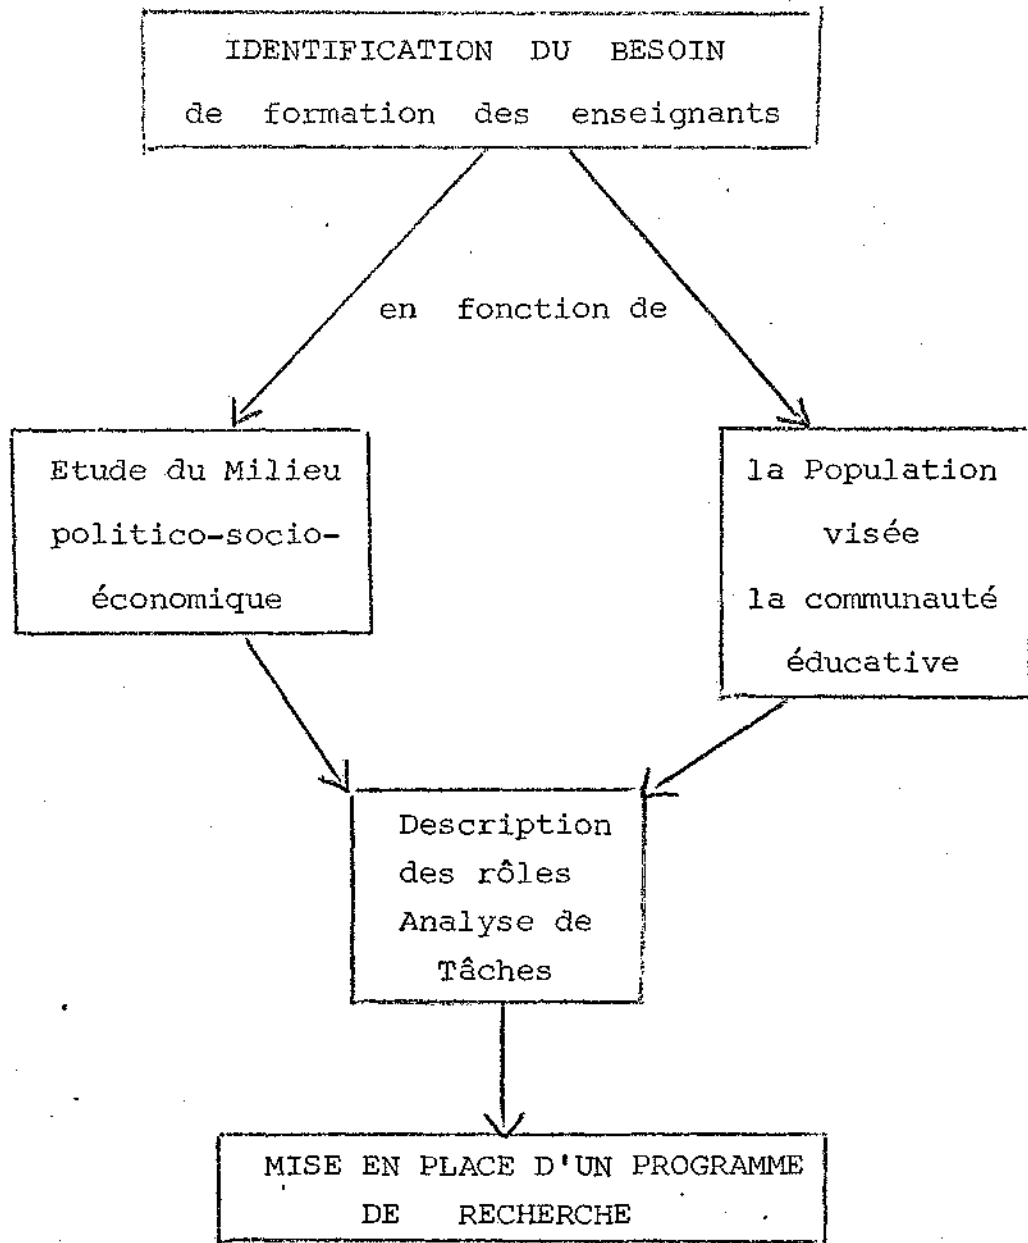 IDENTIFICATION DU BESOIN
de formation des enseignants
en fonction de
Etude du Milieu
politico-socio-
économique
la Population
visée
la communauté
éducative
Description
des rôles
Analyse de
Tâches
MISE EN PLACE D'UN PROGRAMME
DE RECHERCHE